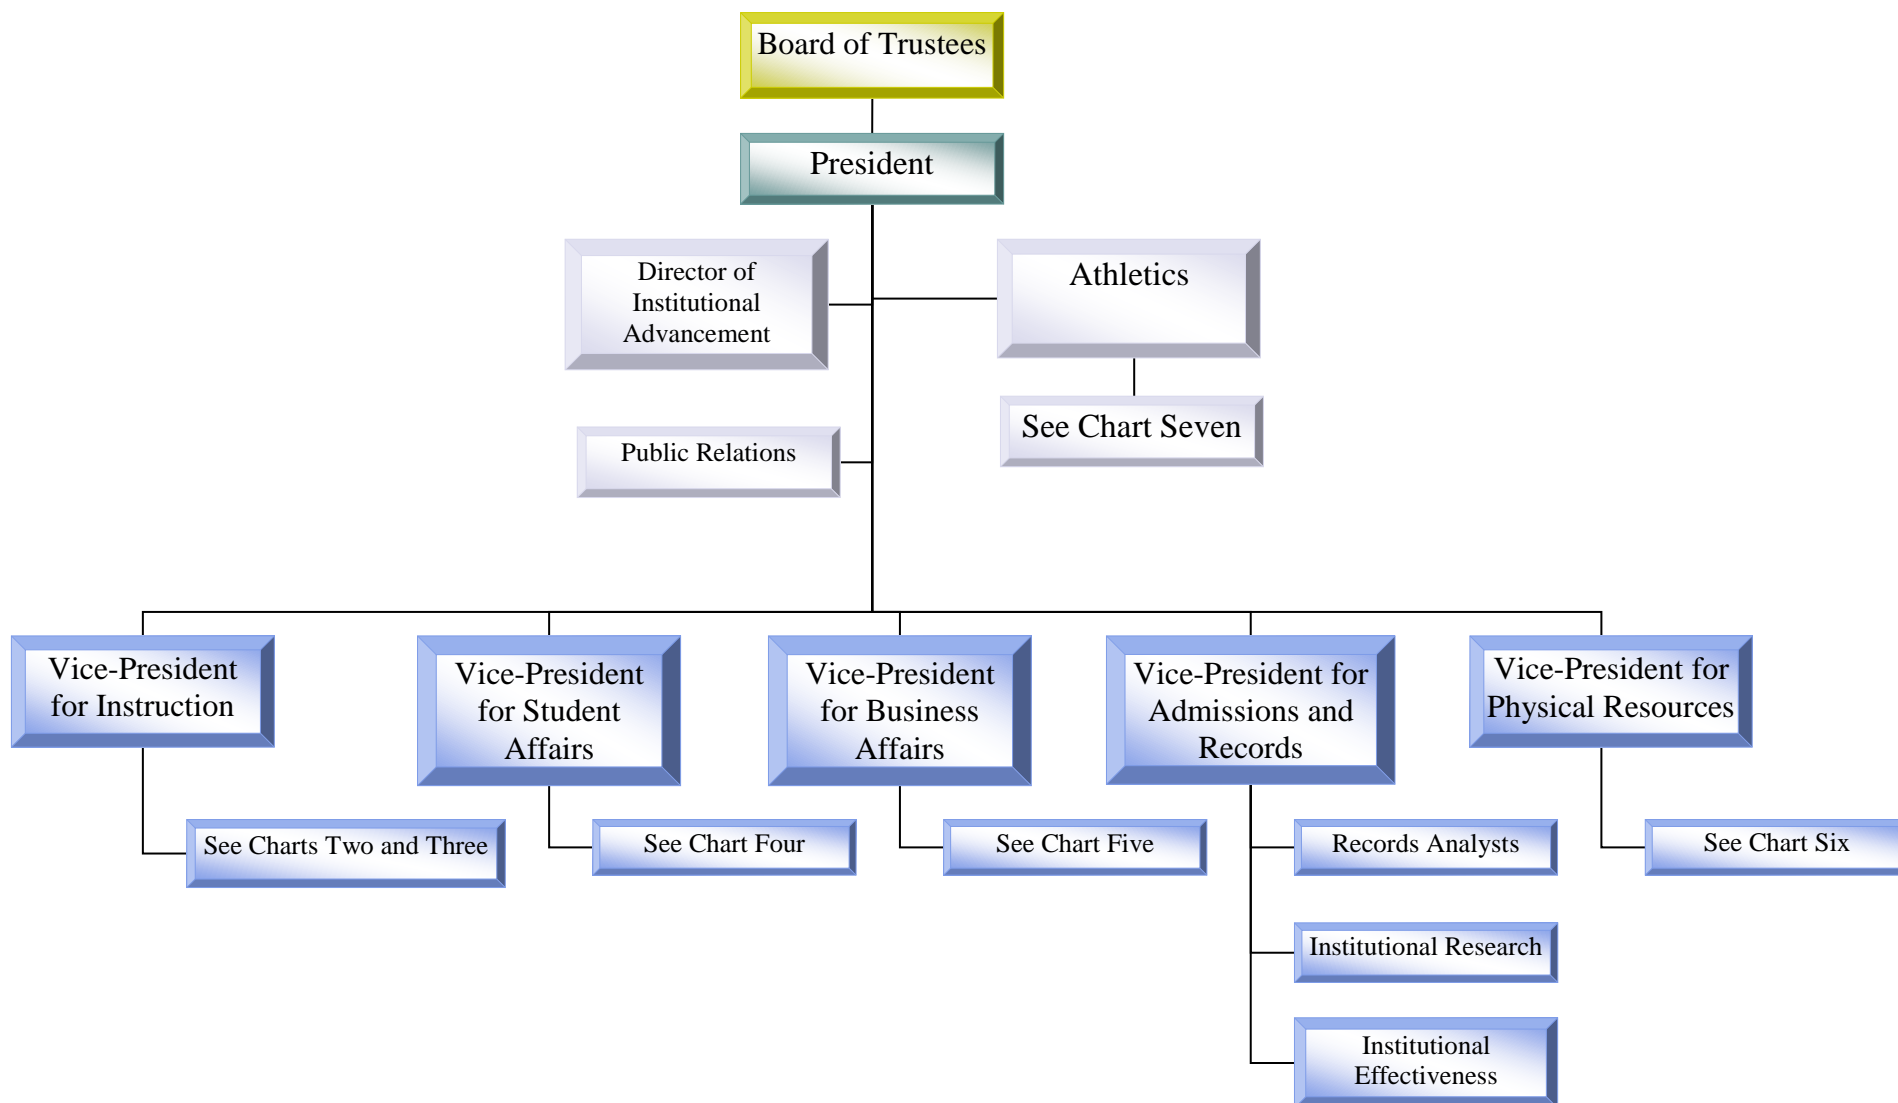 Board of Trustees
President
Director of
Institutional
Advancement
Athletics
See Chart Seven
Public Relations
Vice-President
for Instruction
Vice-President
for Student
Affairs
Vice-President
for Business
Affairs
Vice-President for
Admissions and
Records
Vice-President for
Physical Resources
See Charts Two and Three
See Chart Four
See Chart Five
Records Analysts
See Chart Six
Institutional Research
Institutional
Effectiveness